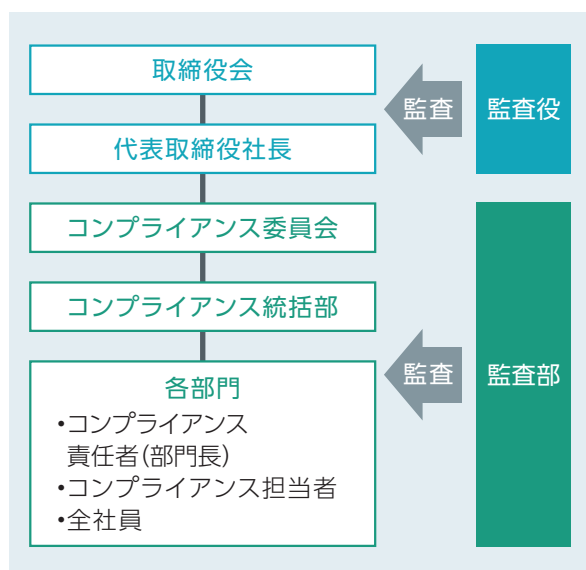 取締役会
監査
監査役
代表取締役社長
コンプライアンス委員会
コンプライアンス統括部
監査
監査部
各部門
•コンプライアンス
責任者(部門長)
•コンプライアンス担当者
•全社員